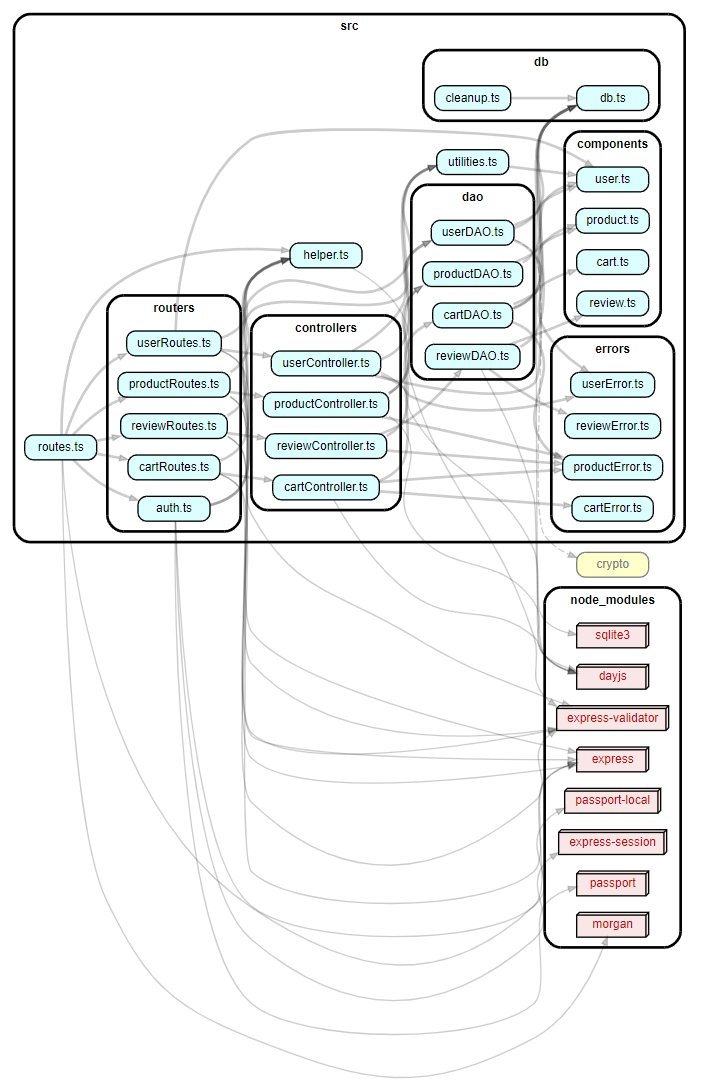 src
db
cleanup.ts
db.ts
components
utilities.ts
user.ts
dao
product.ts
userDAO.ts
helper.ts
productDAO.ts
cart.ts
routers
review.ts
cartDAO.ts
controllers
userRoutes.ts
errors
reviewDAO.ts
userController.ts
productRoutes.ts
userError.ts
productController.ts
reviewRoutes.ts
reviewError.ts
routes.ts
reviewController.ts
cartRoutes.ts
productError.ts
cartController.ts
auth.ts
cartError.ts
crypto
node_modules
sqlite3
dayjs
express-validator
express
passport-local
express-session
passport
morgan